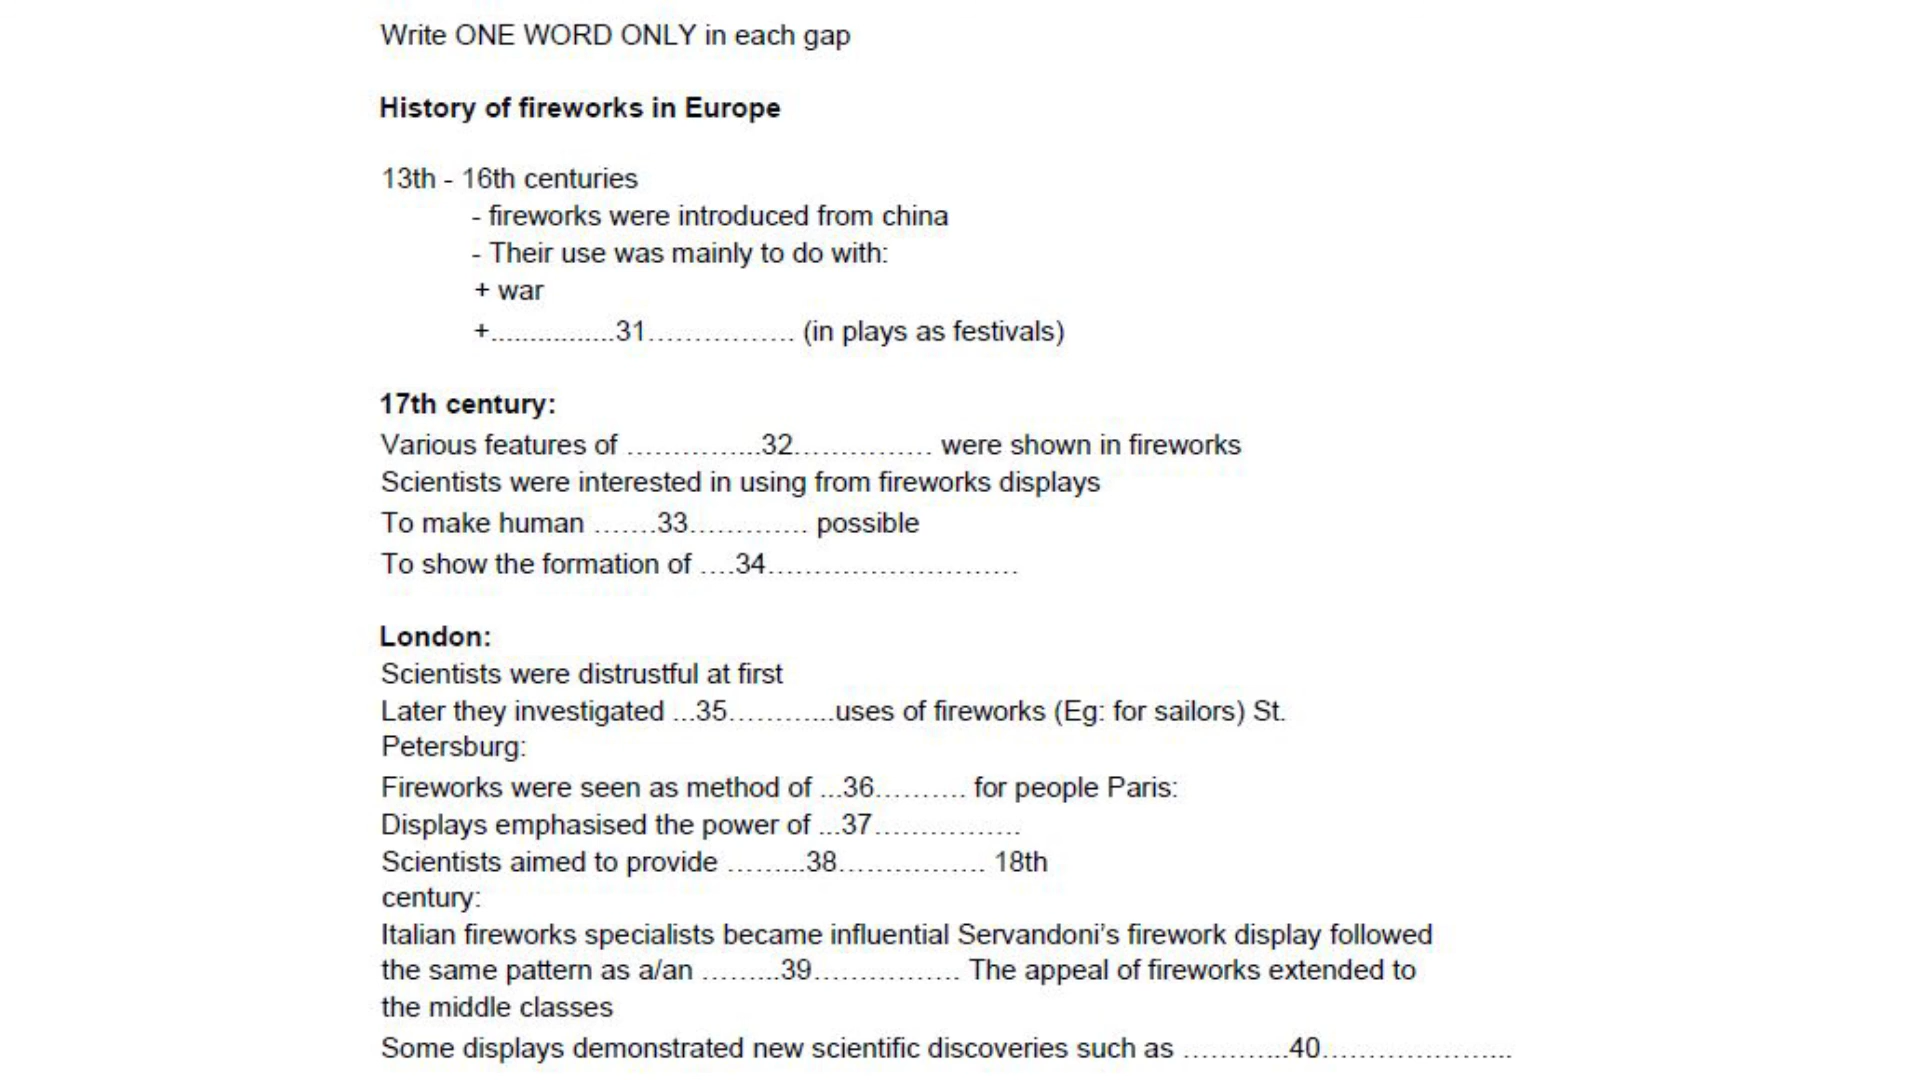 Write ONE WORD ONLY in each gap
History of fireworks in Europe
13th - 16th centuries
- fireworks were introduced from china
- Their use was mainly to do with:
+ war
+................31................ (in plays as festivals)
17th century:
Various features of ...............32............... were shown in fireworks
Scientists were interested in using from fireworks displays
To make human .......33............. possible
To show the formation of ....34...........................
London:
Scientists were distrustful at first
Later they investigated ...35............uses of fireworks (Eg: for sailors) St.
Petersburg:
Fireworks were seen as method of ...36.......... for people Paris:
Displays emphasised the power of ...37................
Scientists aimed to provide .........38................ 18th
century:
Italian fireworks specialists became influential Servandoni’s firework display followed
the same pattern as a/an .........39................ The appeal of fireworks extended to
the middle classes
Some displays demonstrated new scientific discoveries such as ............40.....................